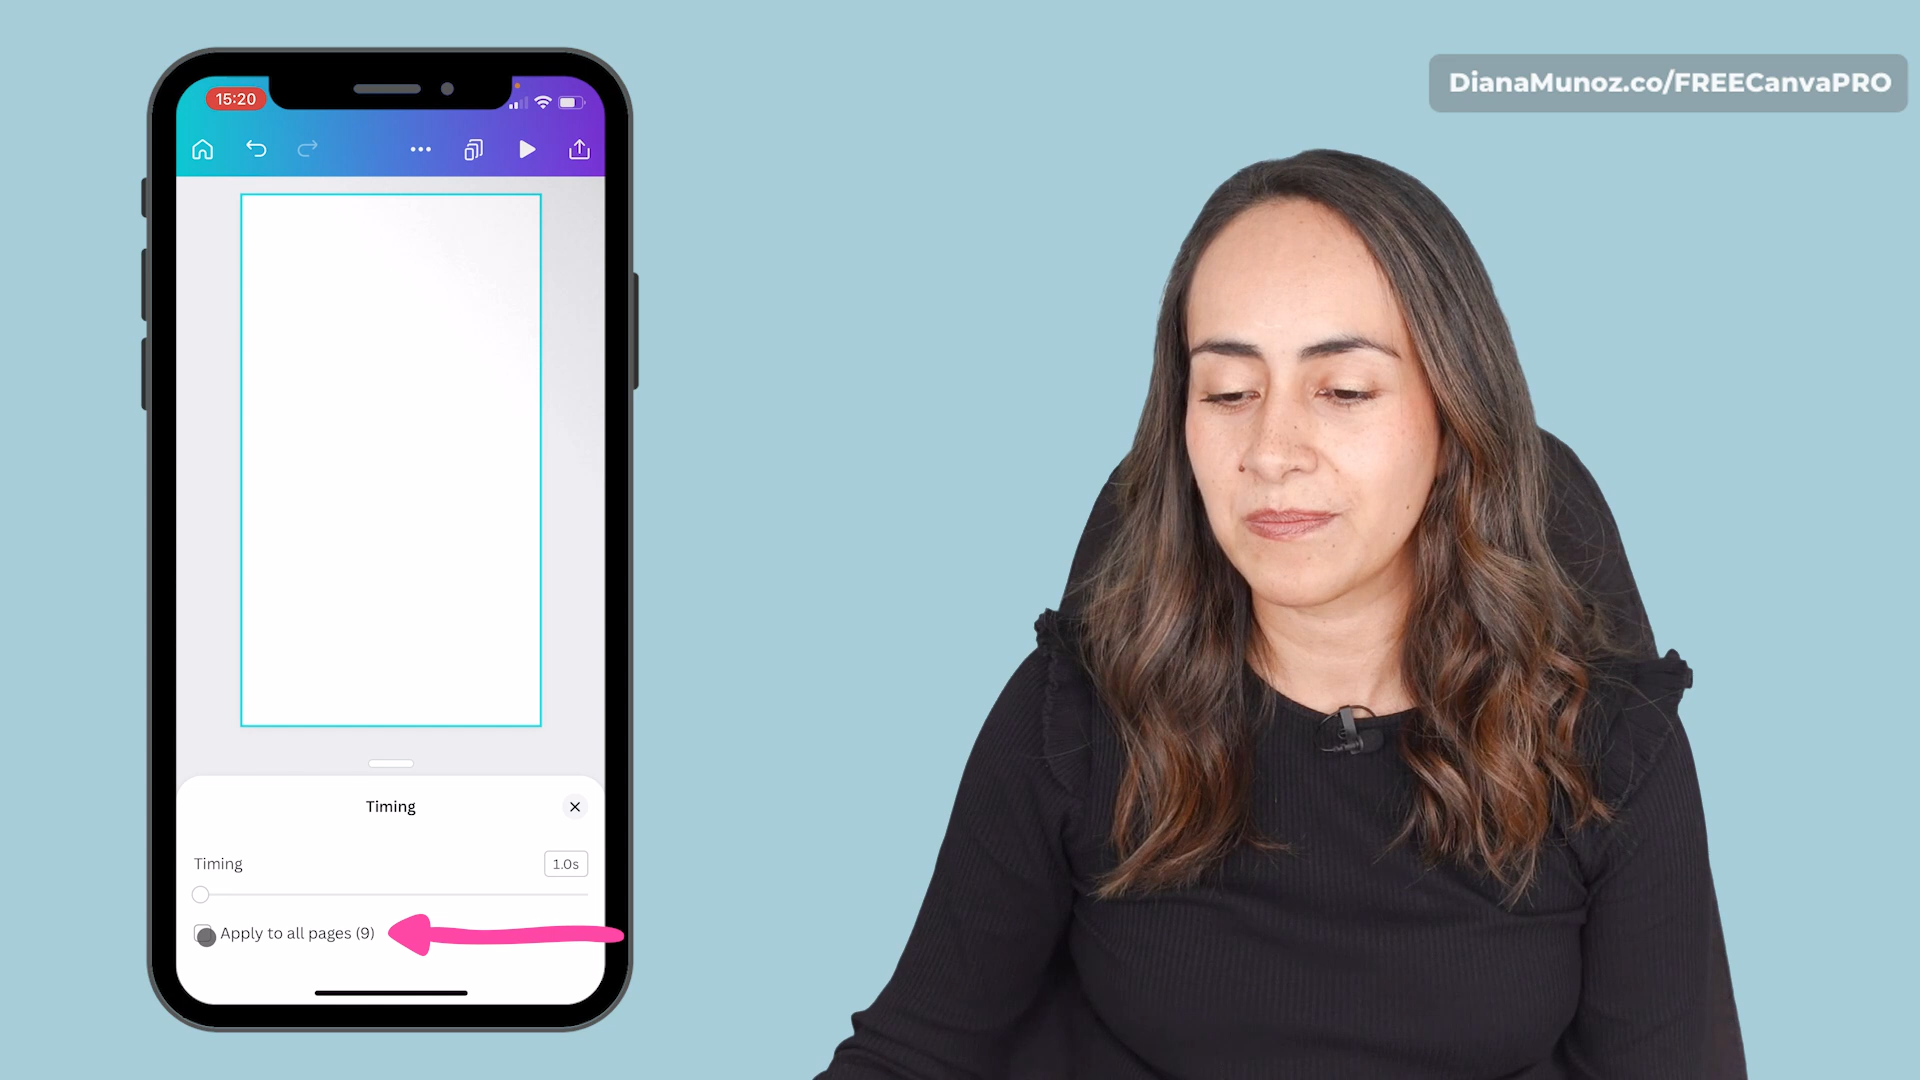 DianaMunoz.co/FREECanvaPRO
15:20
Timing
Timing
1.0s
Apply to all pages (9)